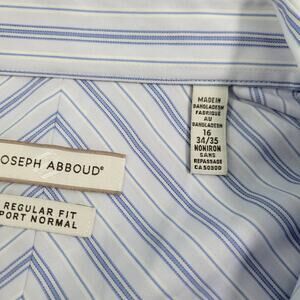 JOSEPH ABBOUD®
REGULAR FIT
PORT NORMAL
MADE IN
BANGLADESH
FABRIQUÉ
AU
BANGLADESH
16
34/35
NONIRON
SANS
REPASSAGE
CA50300